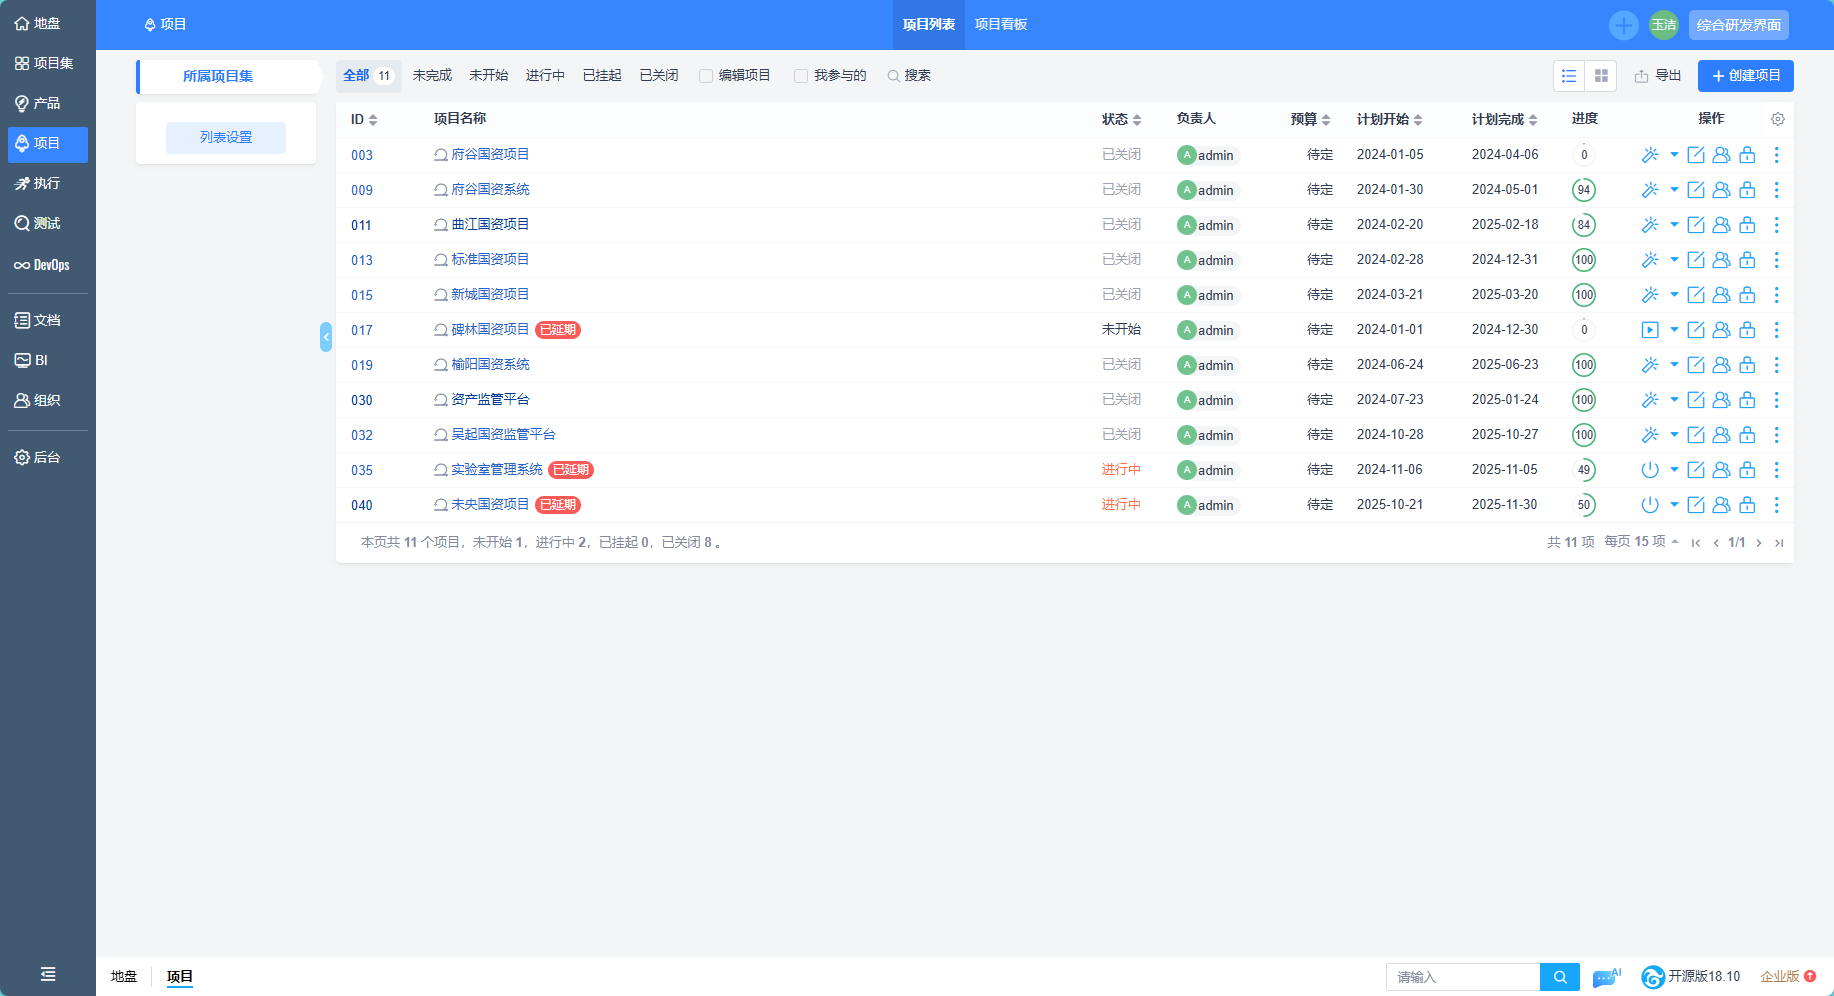 地盘
项目集
产品
项目
执行
测试
DevOps
文档
BI
组织
后台
项目
项目列表 项目看板
玉洁 综合研发界面
所属项目集
列表设置
全部 11 未完成 未开始 进行中 已挂起 已关闭 编辑项目 我参与的 搜索
导出 创建项目
ID 项目名称 状态 负责人 预算 计划开始 计划完成 进度 操作
003 府谷国资项目 已关闭 A admin 待定 2024-01-05 2024-04-06 0
009 府谷国资系统 已关闭 A admin 待定 2024-01-30 2024-05-01 94
011 曲江国资项目 已关闭 A admin 待定 2024-02-20 2025-02-18 84
013 标准国资项目 已关闭 A admin 待定 2024-02-28 2024-12-31 100
015 新城国资项目 已关闭 A admin 待定 2024-03-21 2025-03-20 100
017 碑林国资项目 已延期 未开始 A admin 待定 2024-01-01 2024-12-30 0
019 榆阳国资系统 已关闭 A admin 待定 2024-06-24 2025-06-23 100
030 资产监管平台 已关闭 A admin 待定 2024-07-23 2025-01-24 100
032 吴起国资监管平台 已关闭 A admin 待定 2024-10-28 2025-10-27 100
035 实验室管理系统 已延期 进行中 A admin 待定 2024-11-06 2025-11-05 49
040 未央国资项目 已延期 进行中 A admin 待定 2025-10-21 2025-11-30 50
本页共 11 个项目，未开始 1，进行中 2，已挂起 0，已关闭 8 。
共 11 项 每页 15 项 1/1
地盘 项目
请输入
AI
开源版18.10 企业版